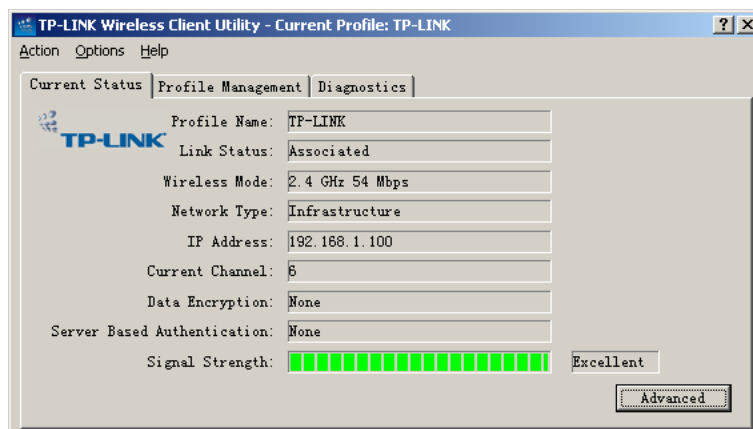 TP-LINK Wireless Client Utility - Current Profile: TP-LINK
Action Options Help
Current Status Profile Management Diagnostics
TP-LINK
Profile Name: TP-LINK
Link Status: Associated
Wireless Mode: 2.4 GHz 54 Mbps
Network Type: Infrastructure
IP Address: 192.168.1.100
Current Channel: 6
Data Encryption: None
Server Based Authentication: None
Signal Strength: Excellent
Advanced